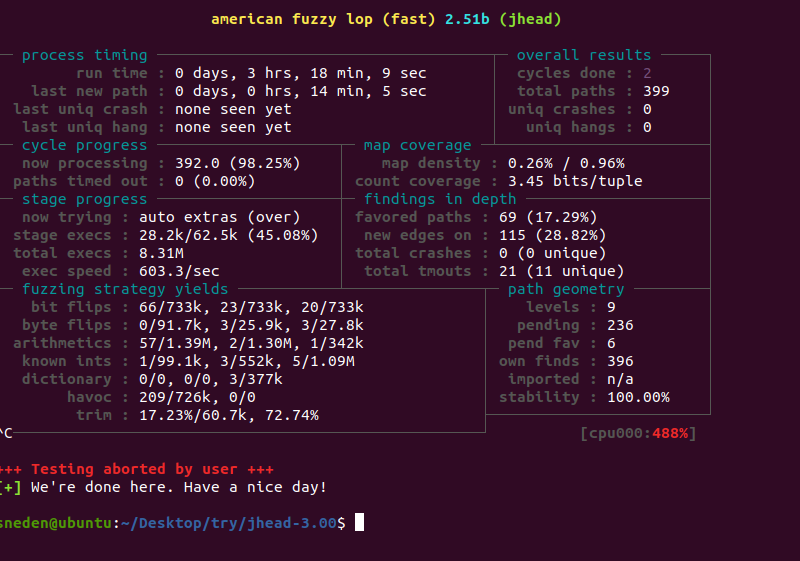 american fuzzy lop (fast) 2.51b (jhead)
process timing overall results
run time : 0 days, 3 hrs, 18 min, 9 sec cycles done : 2
last new path : 0 days, 0 hrs, 14 min, 5 sec total paths : 399
last uniq crash : none seen yet uniq crashes : 0
last uniq hang : none seen yet uniq hangs : 0
cycle progress map coverage
now processing : 392.0 (98.25%) map density : 0.26% / 0.96%
paths timed out : 0 (0.00%) count coverage : 3.45 bits/tuple
stage progress findings in depth
now trying : auto extras (over) favored paths : 69 (17.29%)
stage execs : 28.2k/62.5k (45.08%) new edges on : 115 (28.82%)
total execs : 8.31M total crashes : 0 (0 unique)
exec speed : 603.3/sec total tmouts : 21 (11 unique)
fuzzing strategy yields path geometry
bit flips : 66/733k, 23/733k, 20/733k levels : 9
byte flips : 0/91.7k, 3/25.9k, 3/27.8k pending : 236
arithmetics : 57/1.39M, 2/1.30M, 1/342k pend fav : 6
known ints : 1/99.1k, 3/552k, 5/1.09M own finds : 396
dictionary : 0/0, 0/0, 3/377k imported : n/a
havoc : 209/726k, 0/0 stability : 100.00%
trim : 17.23%/60.7k, 72.74%
^C [cpu000:488%]
+++ Testing aborted by user +++
[+] We're done here. Have a nice day!
sneden@ubuntu:~/Desktop/try/jhead-3.00$